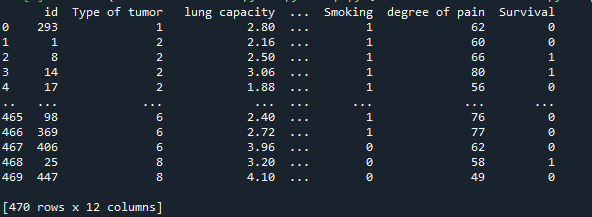 id Type of tumor lung capacity ... Smoking degree of pain Survival
0 293 1 2.80 ... 1 62 0
1 1 2 2.16 ... 1 60 0
2 8 2 2.50 ... 1 66 1
3 14 2 3.06 ... 1 80 1
4 17 2 1.88 ... 1 56 0
.. ... ... ... ... ... ... ...
465 98 6 2.40 ... 1 76 0
466 369 6 2.72 ... 1 77 0
467 406 6 3.96 ... 0 62 0
468 25 8 3.20 ... 0 58 1
469 447 8 4.10 ... 0 49 0
[470 rows x 12 columns]